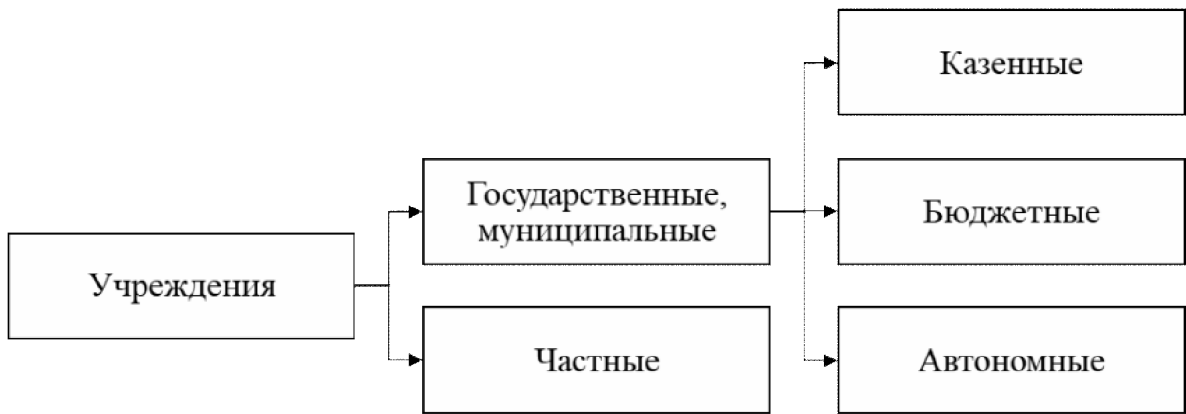 Учреждения
Государственные,
муниципальные
Частные
Казенные
Бюджетные
Автономные